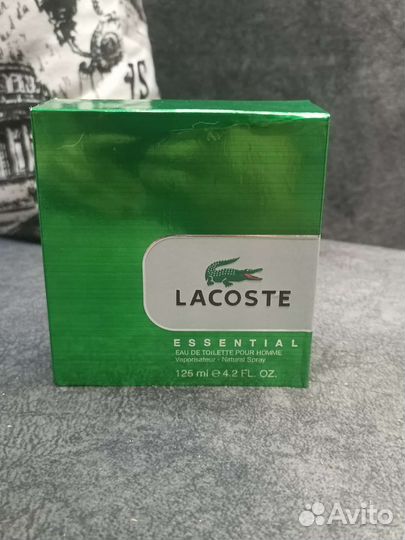 LACOSTE
ESSENTIAL
EAU DE TOILETTE POUR HOMME
Vaporisateur - Natural Spray
125 ml ℮ 4.2 FL. OZ.
Avito